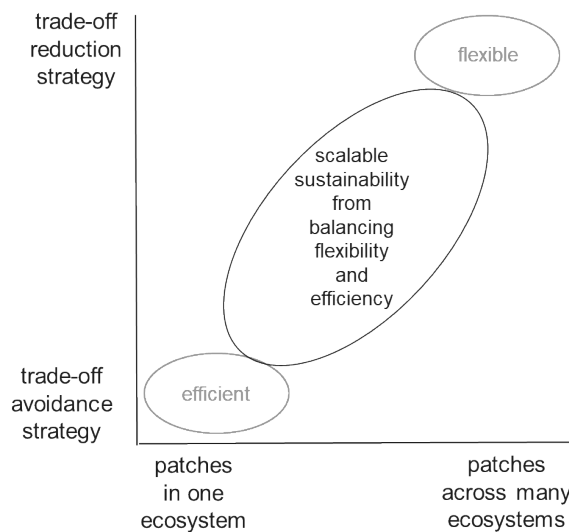 trade-off
reduction
strategy
flexible
scalable
sustainability
from
balancing
flexibility
and
efficiency
trade-off
avoidance
strategy
efficient
patches
in one
ecosystem
patches
across many
ecosystems